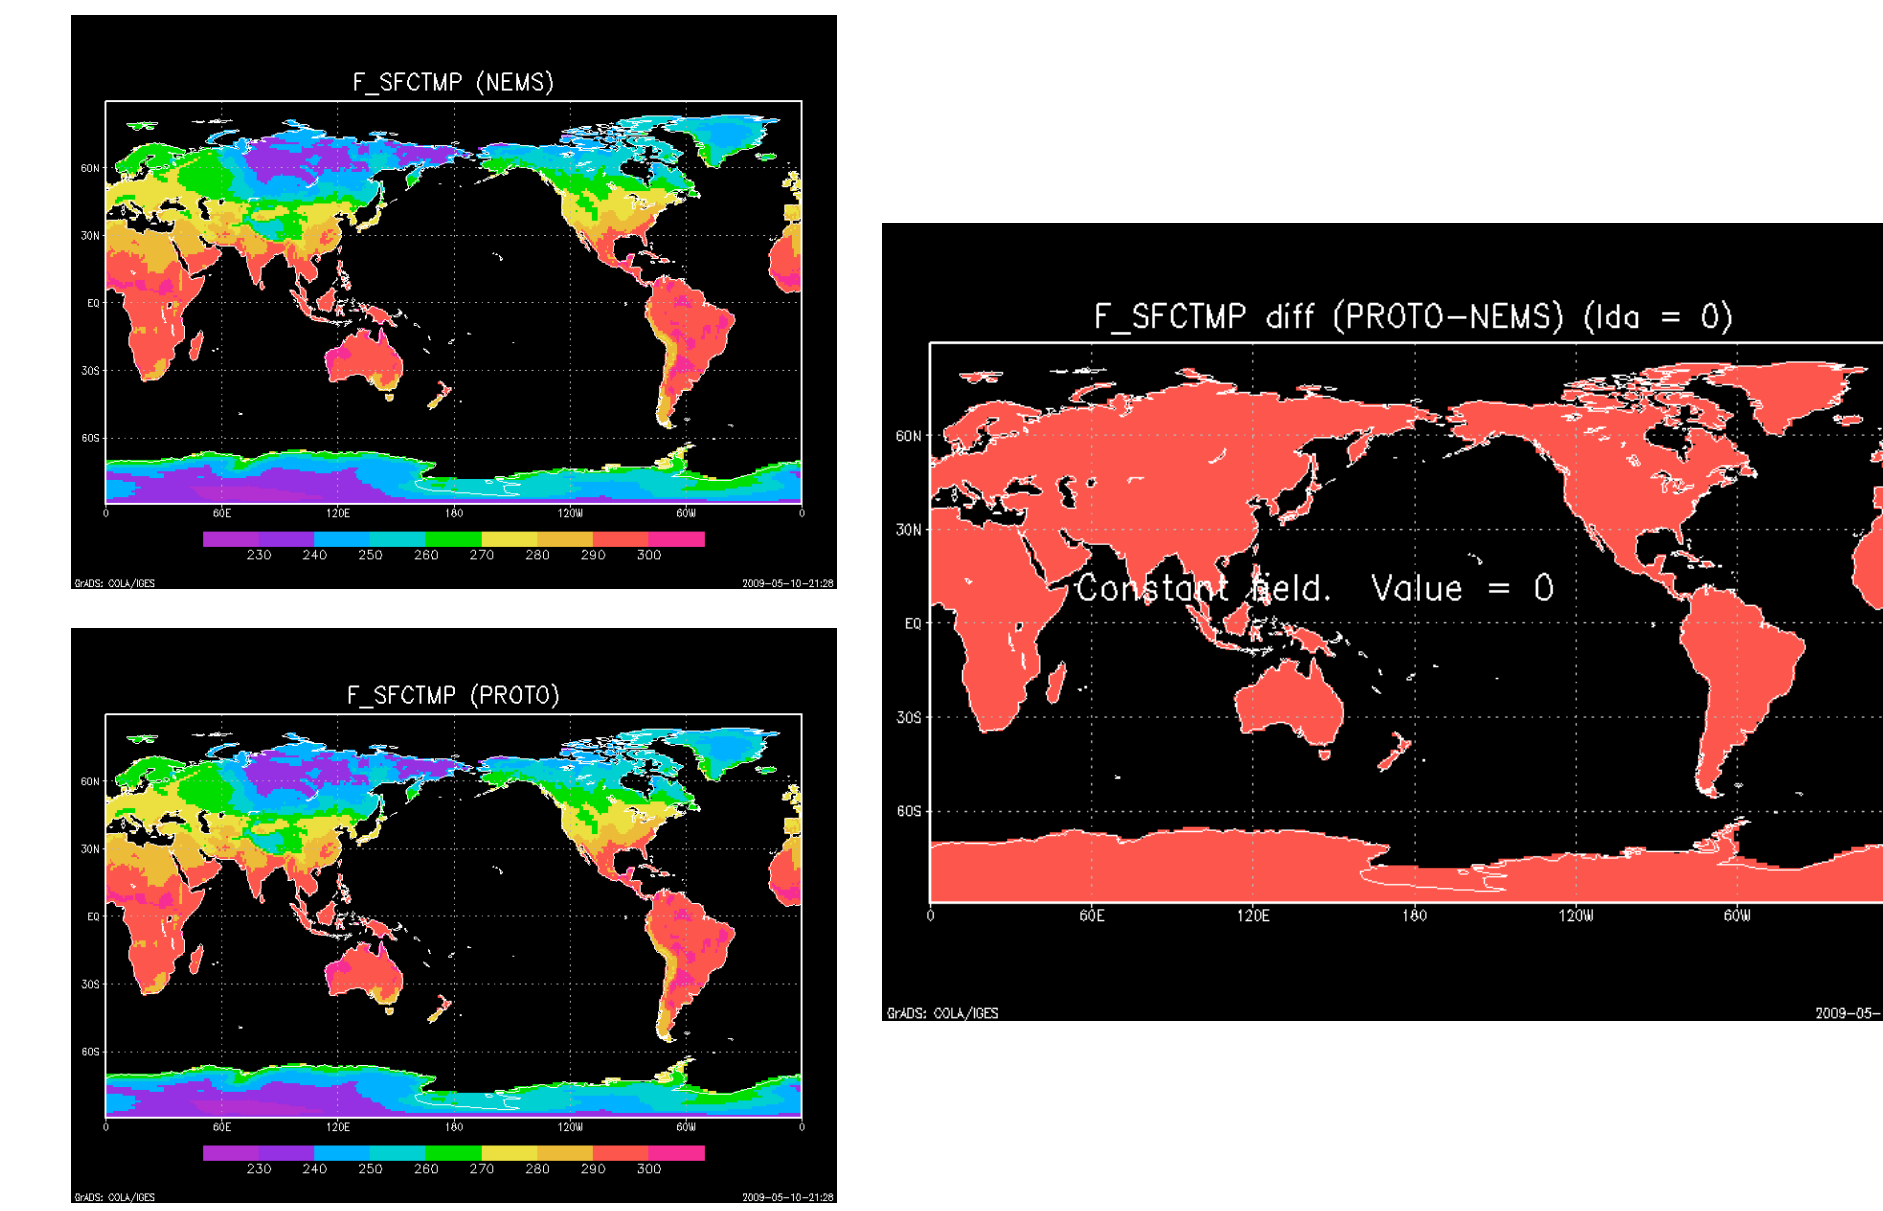 F_SFCTMP (NEMS)
60N
30N
EQ
30S
60S
0 60E 120E 180 120W 60W 0
230 240 250 260 270 280 290 300
GrADS: COLA/IGES 2009-05-10-21:28
F_SFCTMP (PROTO)
60N
30N
EQ
30S
60S
0 60E 120E 180 120W 60W 0
230 240 250 260 270 280 290 300
GrADS: COLA/IGES 2009-05-10-21:28
F_SFCTMP diff (PROTO-NEMS) (lda = 0)
60N
30N
Constant field. Value = 0
EQ
30S
60S
0 60E 120E 180 120W 60W
GrADS: COLA/IGES 2009-05-